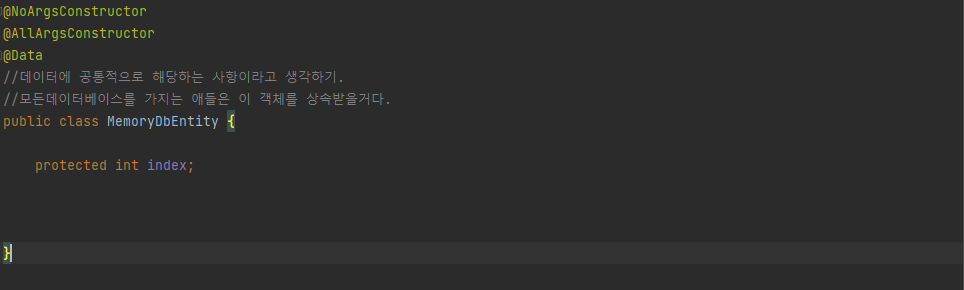 @NoArgsConstructor
@AllArgsConstructor
@Data
//데이터에 공통적으로 해당하는 사항이라고 생각하기.
//모든데이터베이스를 가지는 애들은 이 객체를 상속받을거다.
public class MemoryDbEntity {
protected int index;
}